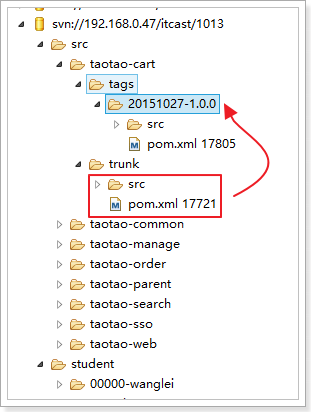 svn://192.168.0.47/itcast/1013
src
taotao-cart
tags
20151027-1.0.0
src
pom.xml 17805
trunk
src
pom.xml 17721
taotao-common
taotao-manage
taotao-order
taotao-parent
taotao-search
taotao-sso
taotao-web
student
00000-wanglei